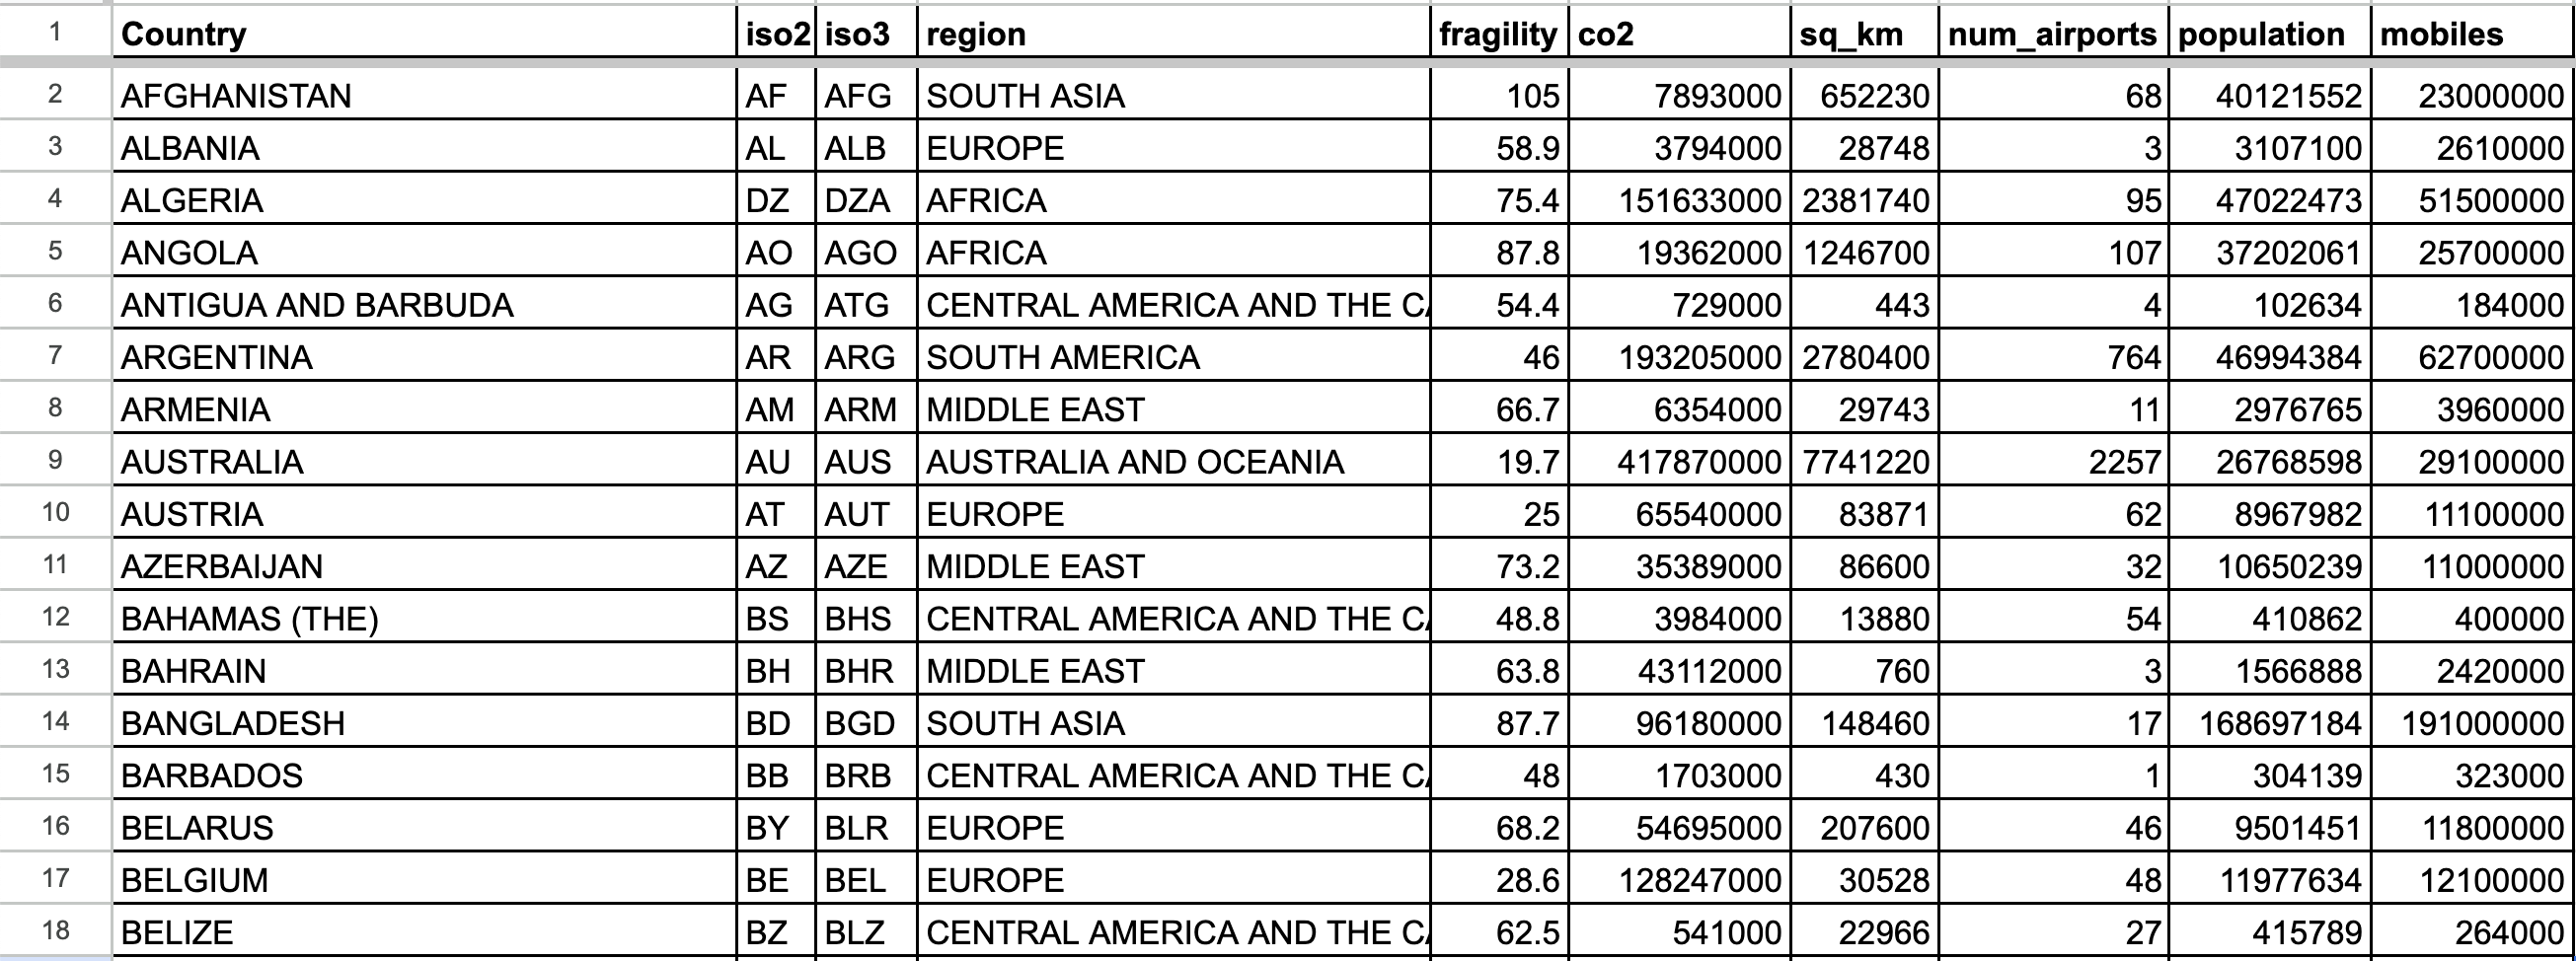 1 Country iso2 iso3 region fragility co2 sq_km num_airports population mobiles
2 AFGHANISTAN AF AFG SOUTH ASIA 105 7893000 652230 68 40121552 23000000
3 ALBANIA AL ALB EUROPE 58.9 3794000 28748 3 3107100 2610000
4 ALGERIA DZ DZA AFRICA 75.4 151633000 2381740 95 47022473 51500000
5 ANGOLA AO AGO AFRICA 87.8 19362000 1246700 107 37202061 25700000
6 ANTIGUA AND BARBUDA AG ATG CENTRAL AMERICA AND THE CA 54.4 729000 443 4 102634 184000
7 ARGENTINA AR ARG SOUTH AMERICA 46 193205000 2780400 764 46994384 62700000
8 ARMENIA AM ARM MIDDLE EAST 66.7 6354000 29743 11 2976765 3960000
9 AUSTRALIA AU AUS AUSTRALIA AND OCEANIA 19.7 417870000 7741220 2257 26768598 29100000
10 AUSTRIA AT AUT EUROPE 25 65540000 83871 62 8967982 11100000
11 AZERBAIJAN AZ AZE MIDDLE EAST 73.2 35389000 86600 32 10650239 11000000
12 BAHAMAS (THE) BS BHS CENTRAL AMERICA AND THE CA 48.8 3984000 13880 54 410862 400000
13 BAHRAIN BH BHR MIDDLE EAST 63.8 43112000 760 3 1566888 2420000
14 BANGLADESH BD BGD SOUTH ASIA 87.7 96180000 148460 17 168697184 191000000
15 BARBADOS BB BRB CENTRAL AMERICA AND THE CA 48 1703000 430 1 304139 323000
16 BELARUS BY BLR EUROPE 68.2 54695000 207600 46 9501451 11800000
17 BELGIUM BE BEL EUROPE 28.6 128247000 30528 48 11977634 12100000
18 BELIZE BZ BLZ CENTRAL AMERICA AND THE CA 62.5 541000 22966 27 415789 264000